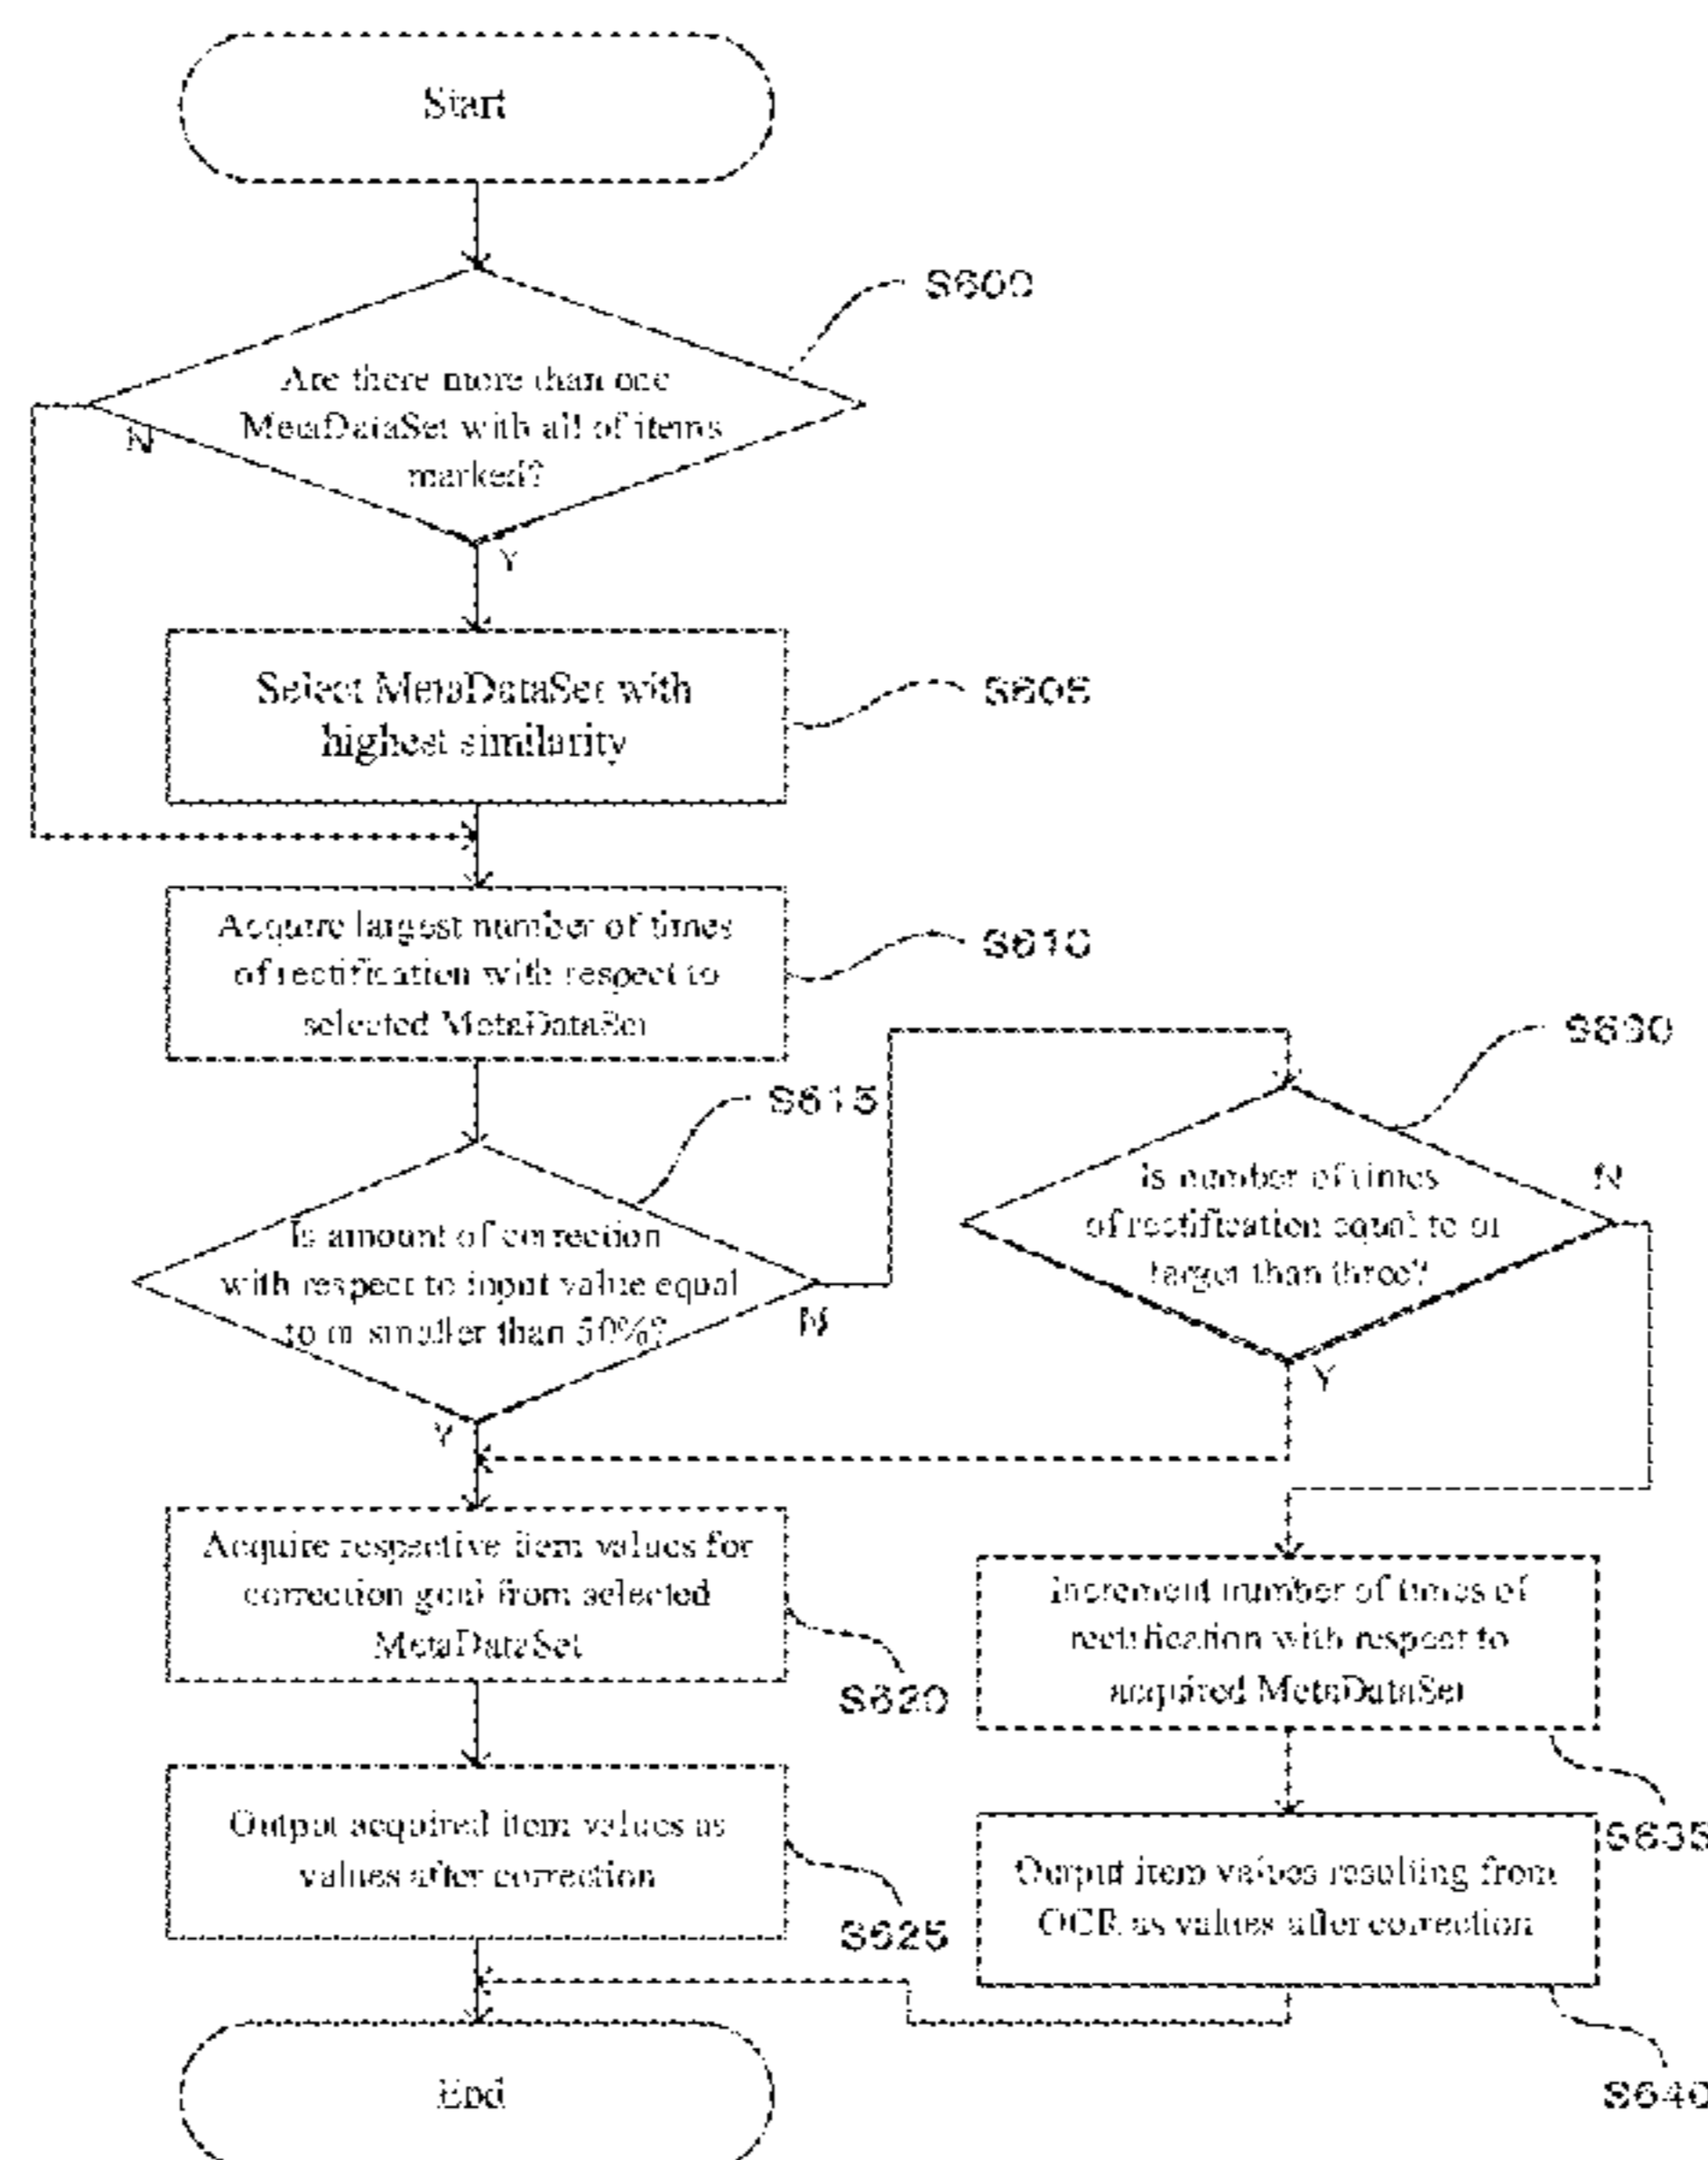 Start
S600
Are there more than one
MetaDataSet with all of items
marked?
N
Y
Select MetaDataSet with
highest similarity
S605
Acquire largest number of times
of rectification with respect to
selected MetaDataSet
S610
S615
Is amount of correction
with respect to input value equal
to or smaller than 50%?
N
Y
S630
Is number of times
of rectification equal to or
larger than three?
N
Y
Acquire respective item values for
correction goal from selected
MetaDataSet
S620
Increment number of times of
rectification with respect to
acquired MetaDataSet
S635
Output acquired item values as
values after correction
S625
Output item values resulting from
OCR as values after correction
S640
End